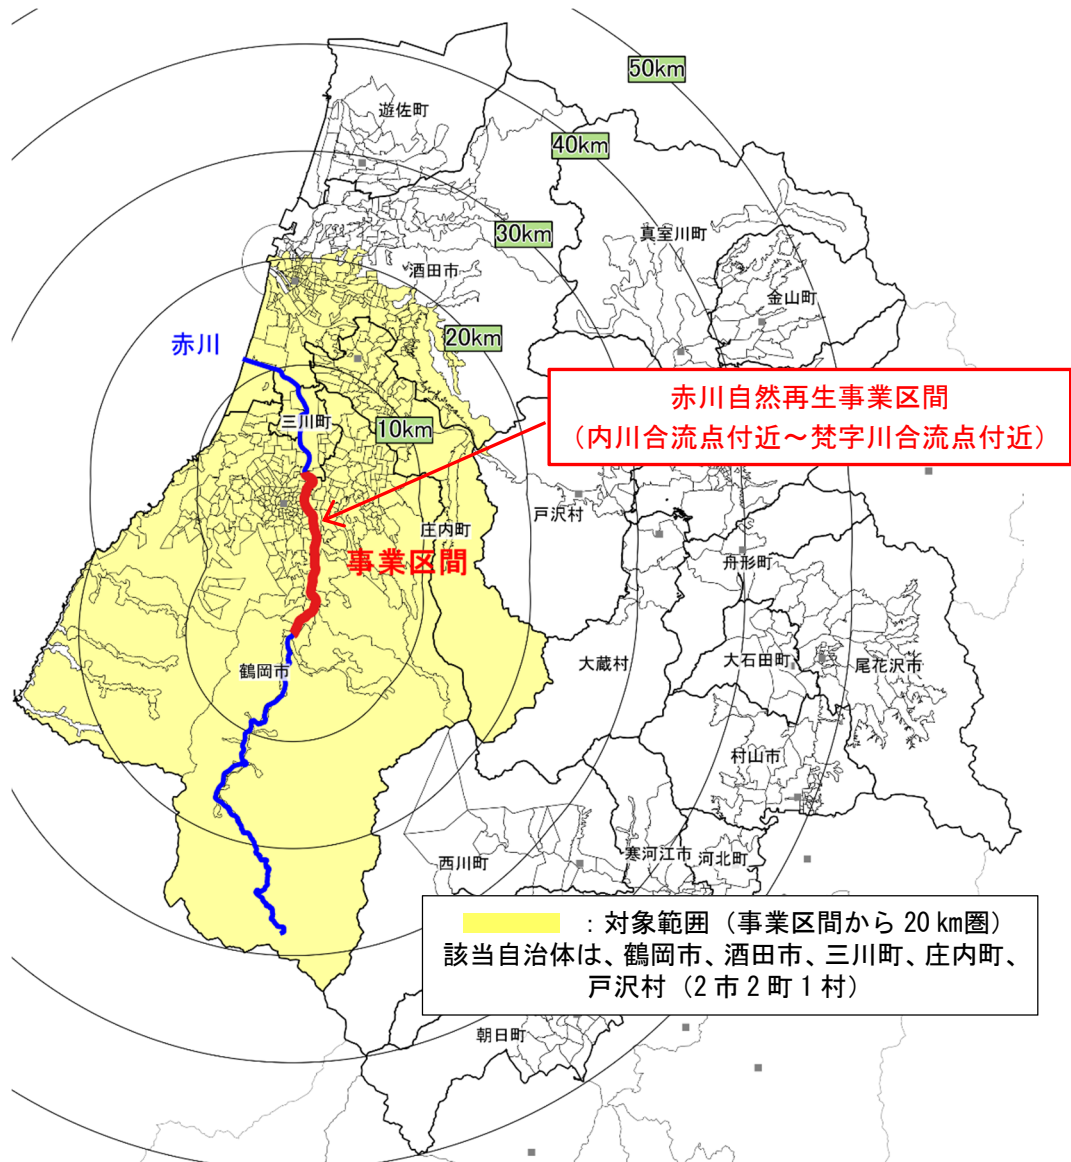 50km
遊佐町
40km
30km
真室川町
酒田市
金山町
20km
赤川
赤川自然再生事業区間
（内川合流点付近～梵字川合流点付近）
三川町
10km
戸沢村
庄内町
事業区間
舟形町
大蔵村
大石田町
尾花沢市
鶴岡市
村山市
西川町
寒河江市
河北町
：対象範囲（事業区間から20㎞圏）
該当自治体は、鶴岡市、酒田市、三川町、庄内町、
戸沢村（2市2町1村）
朝日町